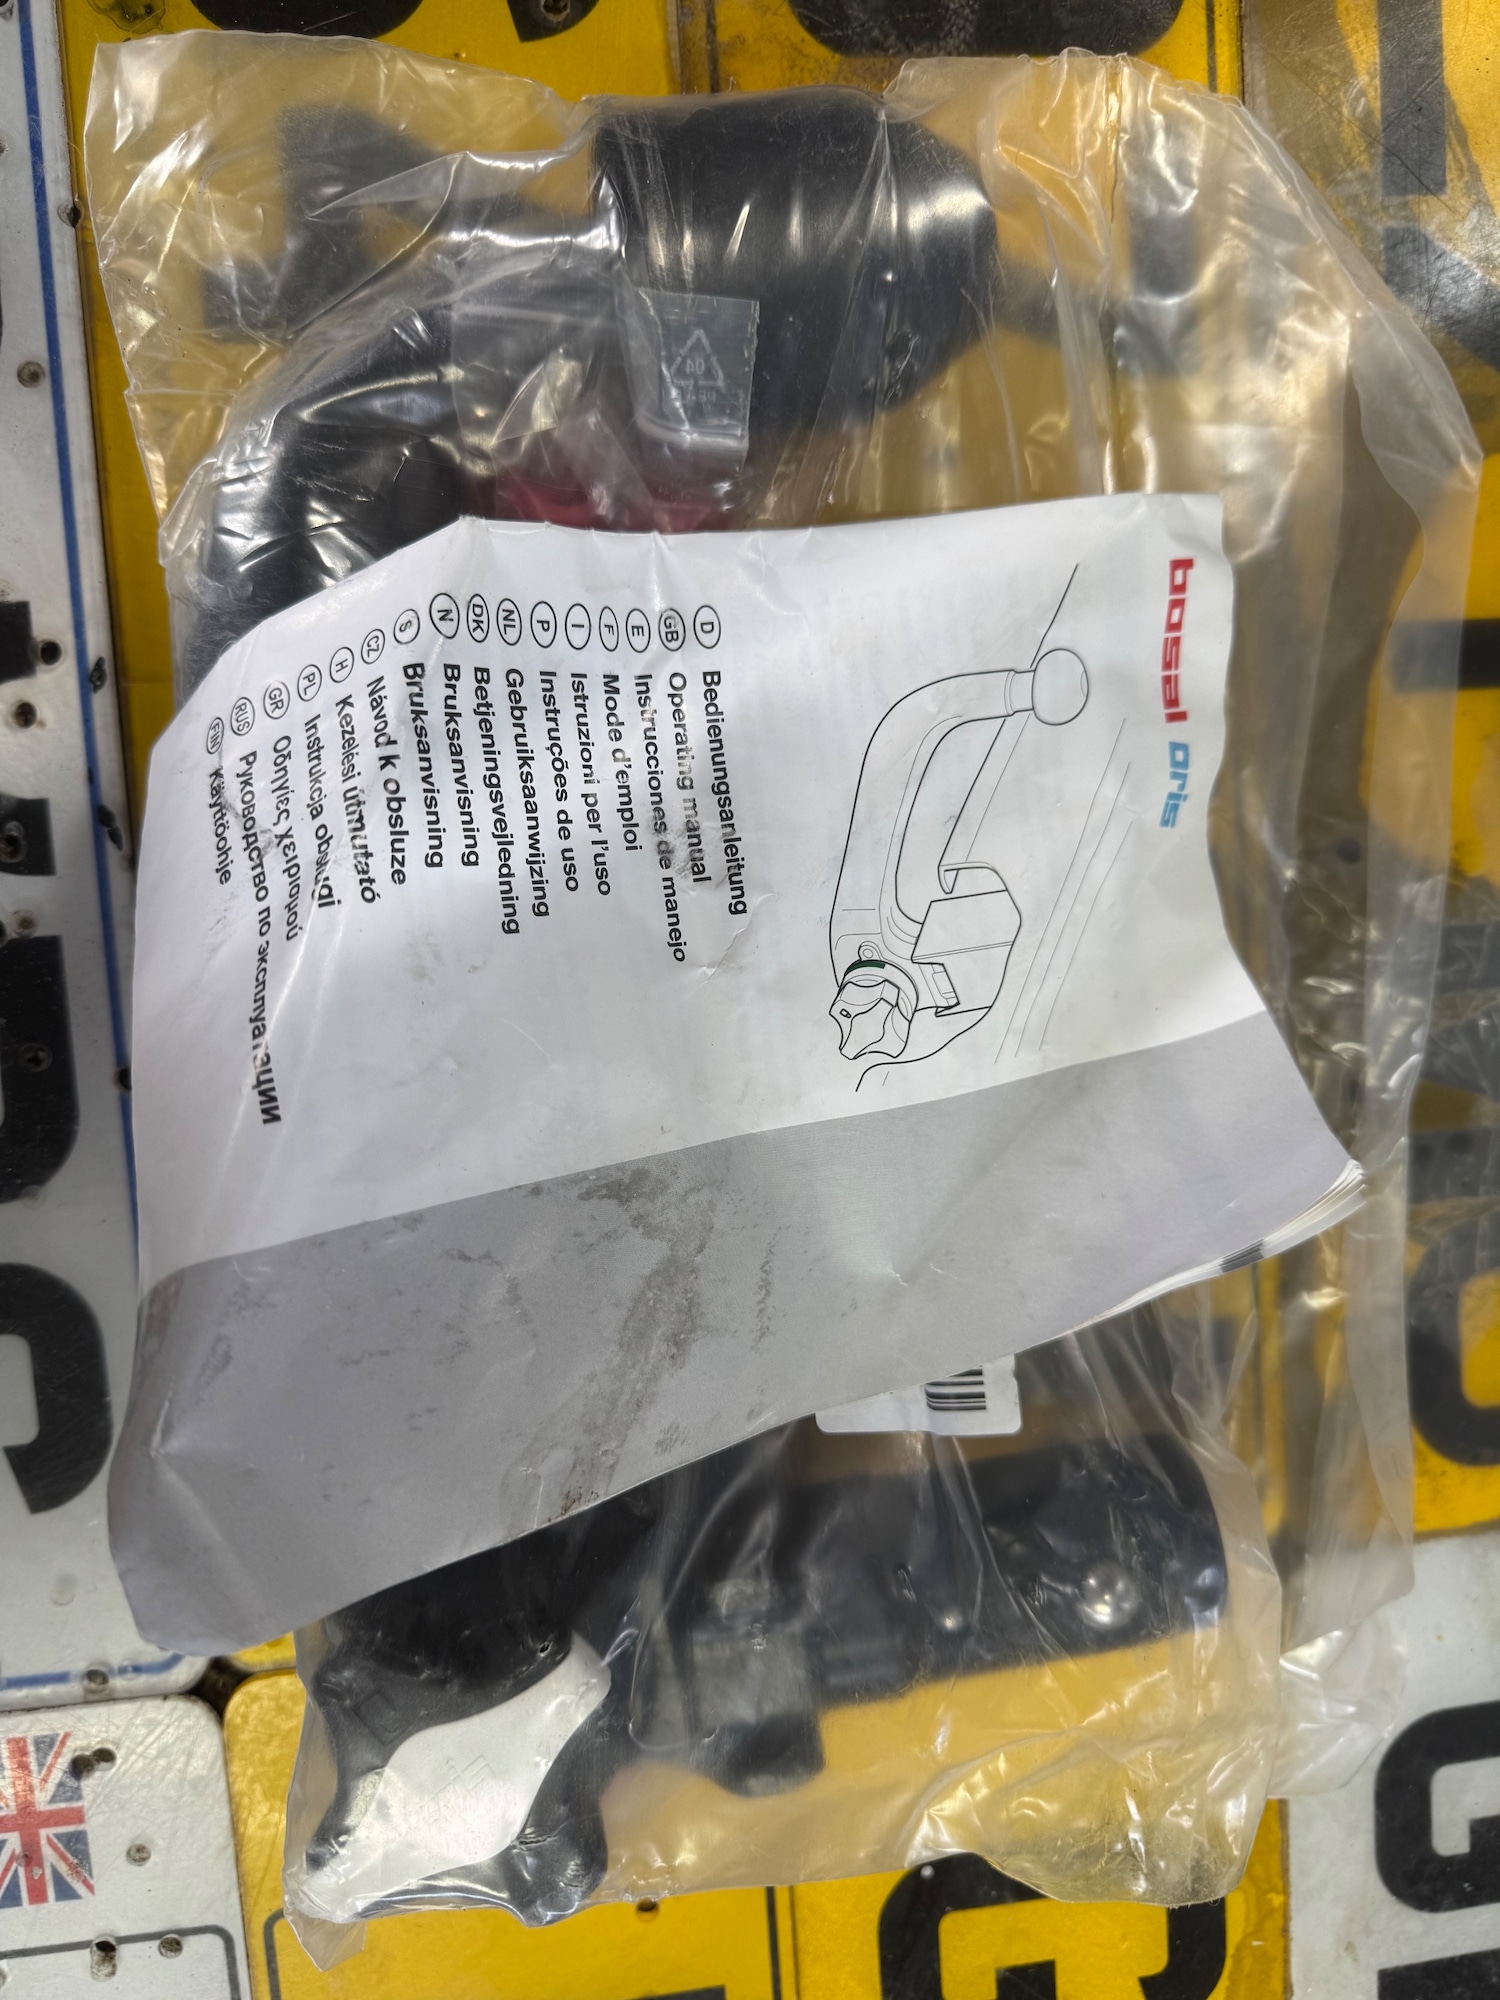 bosal oris
D Bedienungsanleitung
GB Operating manual
E Instrucciones de manejo
F Mode d'emploi
I Istruzioni per l'uso
P Instruções de uso
NL Gebruiksaanwijzing
DK Betjeningsvejledning
N Bruksanvisning
S Bruksanvisning
CZ Návod k obsluze
H Kezelési útmutató
PL Instrukcja obsługi
GR Οδηγίες χειρισμού
RUS Руководство по эксплуатации
FIN Käyttöohje
04